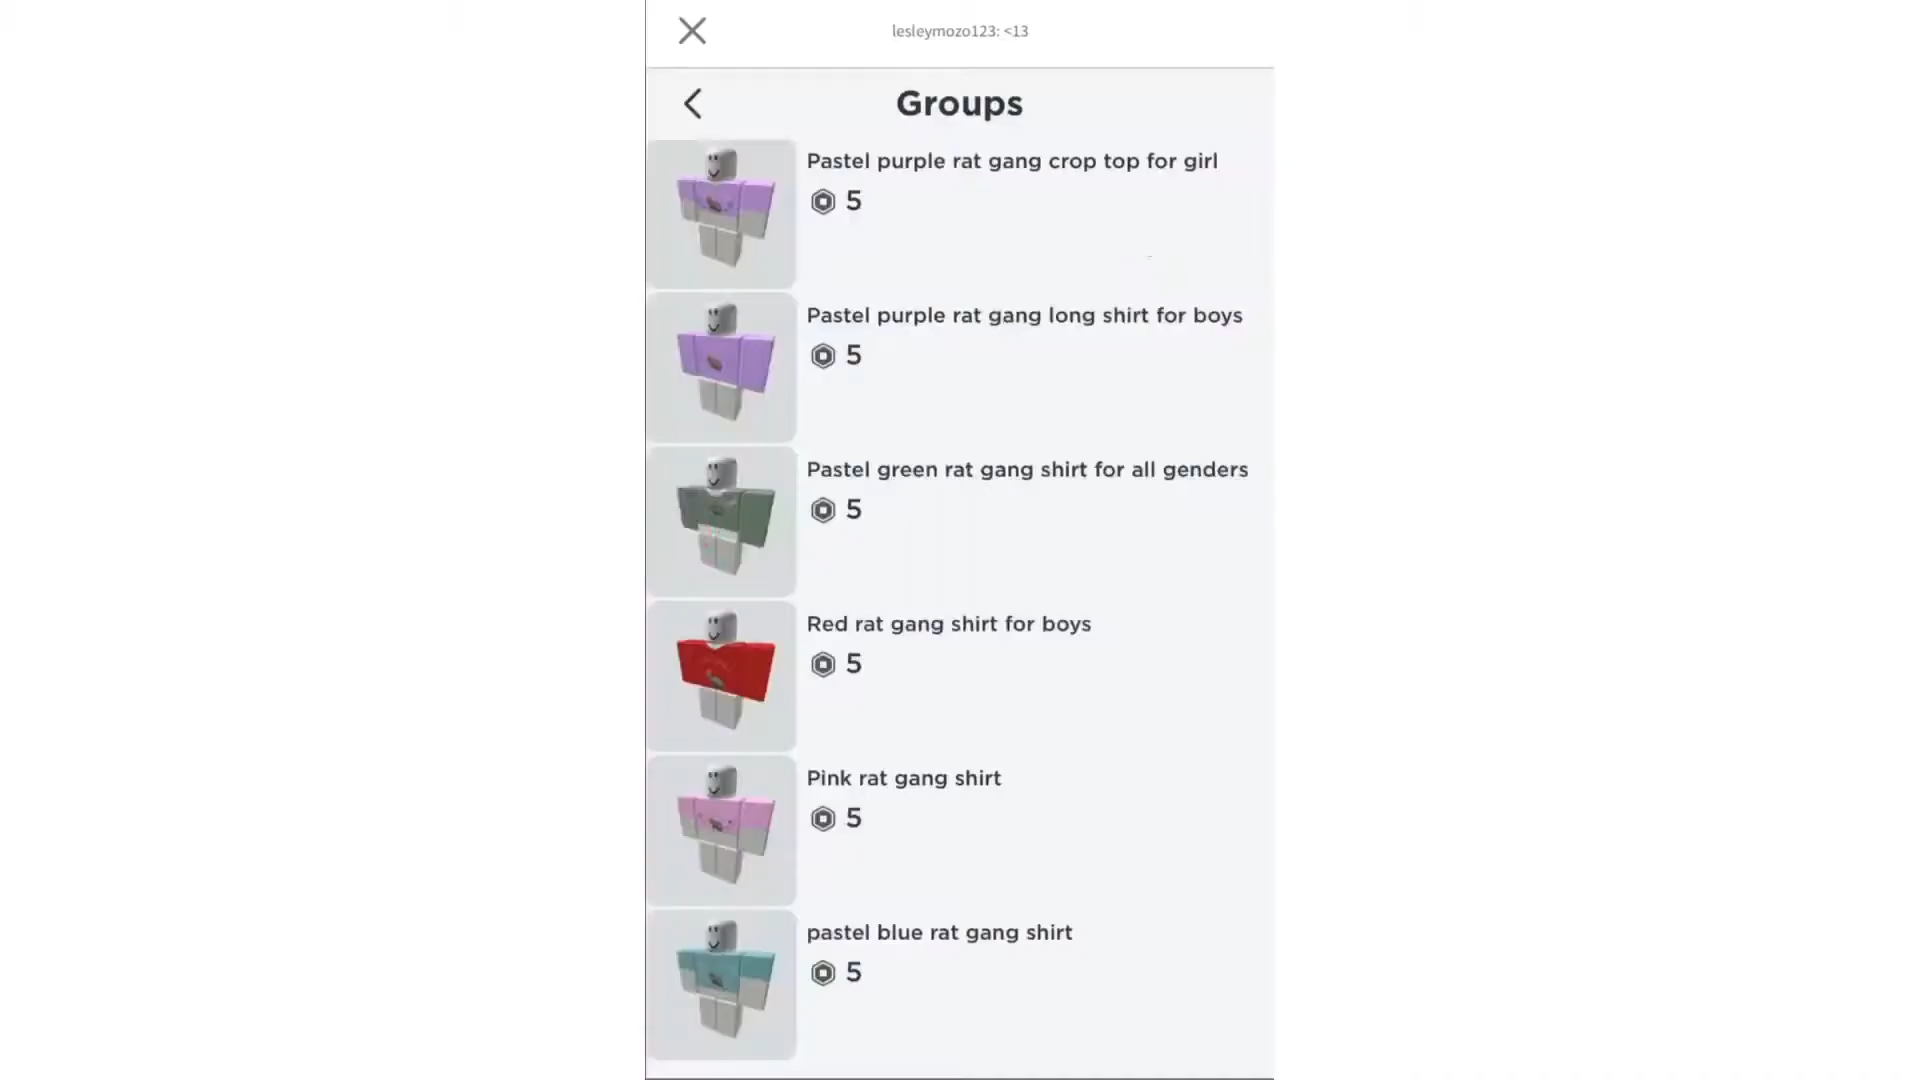 lesleymozo123: <13
Groups
Pastel purple rat gang crop top for girl
5
Pastel purple rat gang long shirt for boys
5
Pastel green rat gang shirt for all genders
5
Red rat gang shirt for boys
5
Pink rat gang shirt
5
pastel blue rat gang shirt
5